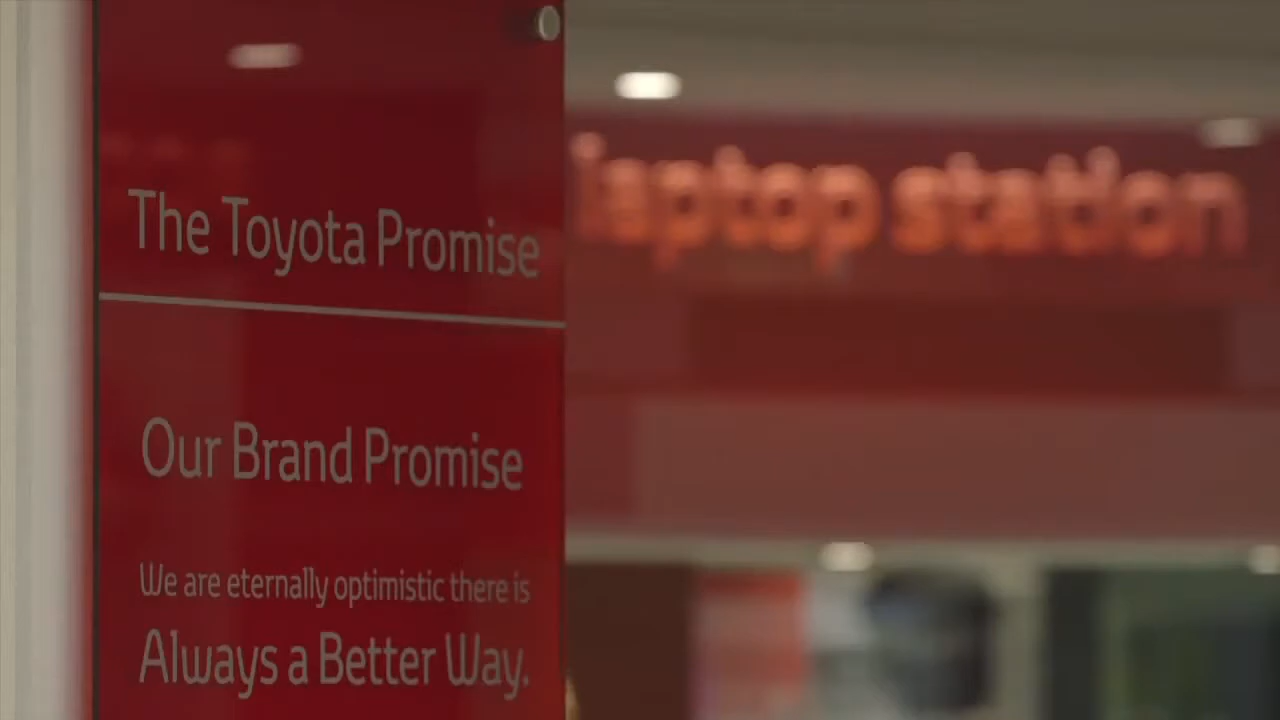 The Toyota Promise
Our Brand Promise
We are eternally optimistic there is
Always a Better Way.
laptop station